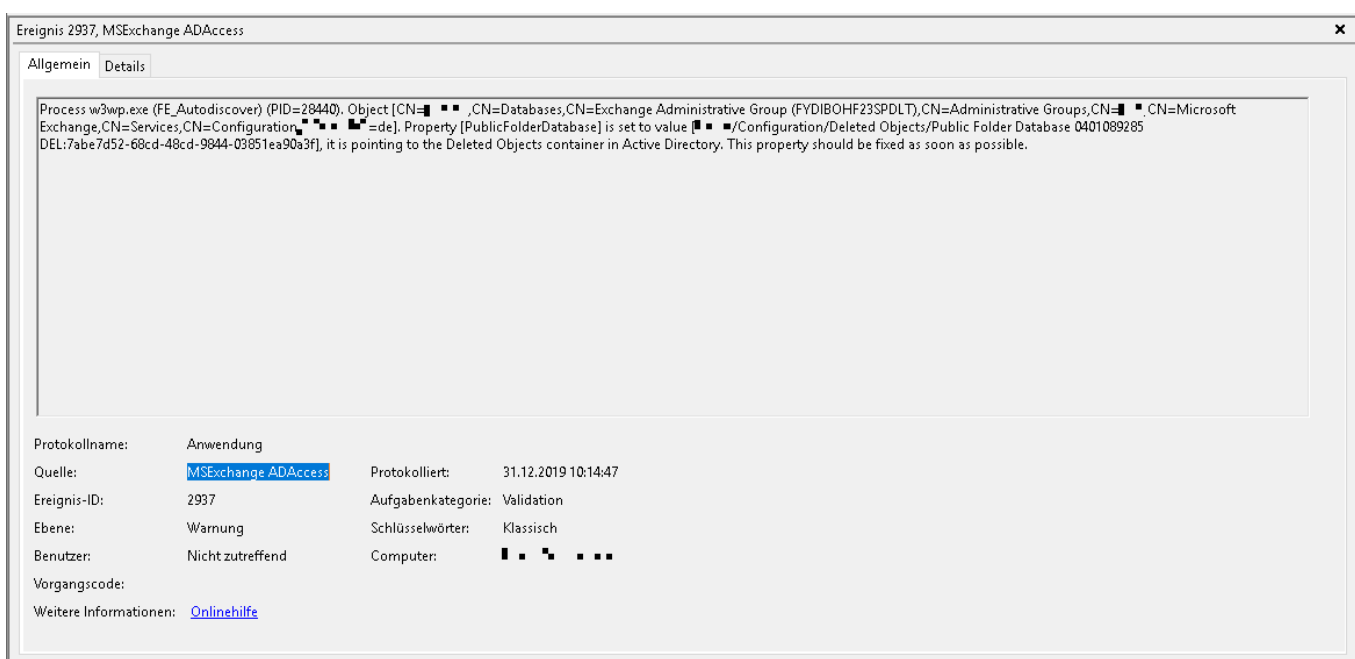 Ereignis 2937, MSExchange ADAccess
Allgemein Details
Process w3wp.exe (FE_Autodiscover) (PID=28440). Object [CN= ,CN=Databases,CN=Exchange Administrative Group (FYDIBOHF23SPDLT),CN=Administrative Groups,CN= ,CN=Microsoft
Exchange,CN=Services,CN=Configuration, =de]. Property [PublicFolderDatabase] is set to value [ /Configuration/Deleted Objects/Public Folder Database 0401089285
DEL:7abe7d52-68cd-48cd-9844-03851ea90a3f], it is pointing to the Deleted Objects container in Active Directory. This property should be fixed as soon as possible.
Protokollname: Anwendung
Quelle: MSExchange ADAccess Protokolliert: 31.12.2019 10:14:47
Ereignis-ID: 2937 Aufgabenkategorie: Validation
Ebene: Warnung Schlüsselwörter: Klassisch
Benutzer: Nicht zutreffend Computer:
Vorgangscode:
Weitere Informationen: Onlinehilfe